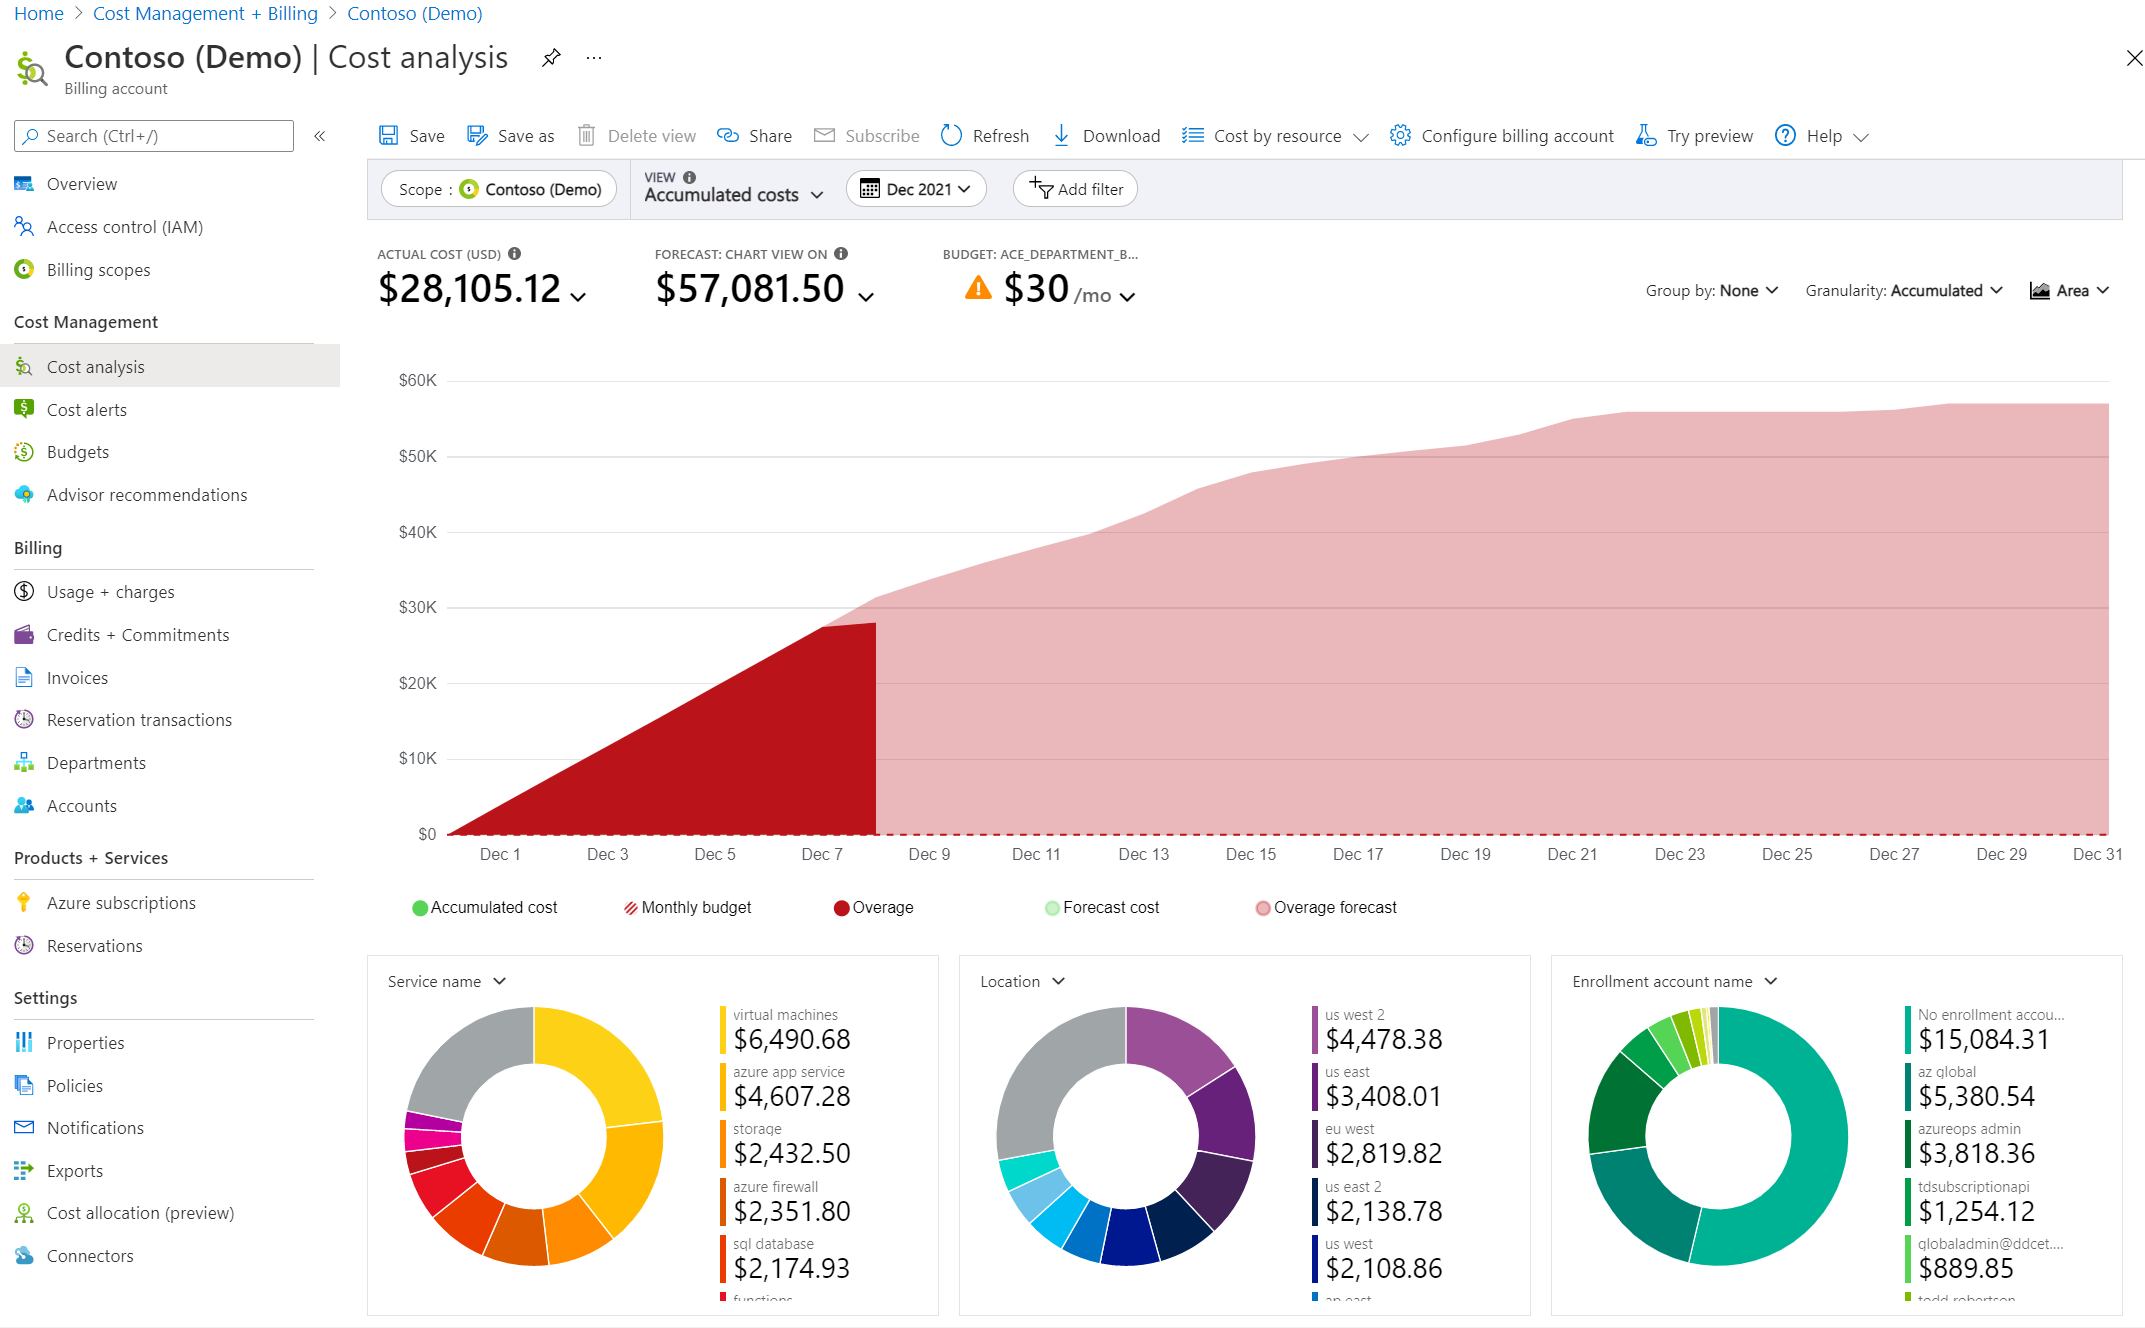 Home > Cost Management + Billing > Contoso (Demo)
Contoso (Demo) | Cost analysis
Billing account
Search (Ctrl+/)
Overview
Access control (IAM)
Billing scopes
Cost Management
Cost analysis
Cost alerts
Budgets
Advisor recommendations
Billing
Usage + charges
Credits + Commitments
Invoices
Reservation transactions
Departments
Accounts
Products + Services
Azure subscriptions
Reservations
Settings
Properties
Policies
Notifications
Exports
Cost allocation (preview)
Connectors
Save Save as Delete view Share Subscribe Refresh Download Cost by resource Configure billing account Try preview Help
Scope : Contoso (Demo)
VIEW
Accumulated costs
Dec 2021
Add filter
ACTUAL COST (USD)
$28,105.12
FORECAST: CHART VIEW ON
$57,081.50
BUDGET: ACE_DEPARTMENT_B...
$30 /mo
Group by: None Granularity: Accumulated Area
$60K
$50K
$40K
$30K
$20K
$10K
$0
Dec 1 Dec 3 Dec 5 Dec 7 Dec 9 Dec 11 Dec 13 Dec 15 Dec 17 Dec 19 Dec 21 Dec 23 Dec 25 Dec 27 Dec 29 Dec 31
Accumulated cost Monthly budget Overage Forecast cost Overage forecast
Service name
virtual machines
$6,490.68
azure app service
$4,607.28
storage
$2,432.50
azure firewall
$2,351.80
sql database
$2,174.93
functions
Location
us west 2
$4,478.38
us east
$3,408.01
eu west
$2,819.82
us east 2
$2,138.78
us west
$2,108.86
ap east
Enrollment account name
No enrollment accou...
$15,084.31
az global
$5,380.54
azureops admin
$3,818.36
tdsubscriptionapi
$1,254.12
globaladmin@ddcet....
$889.85
todd robertson